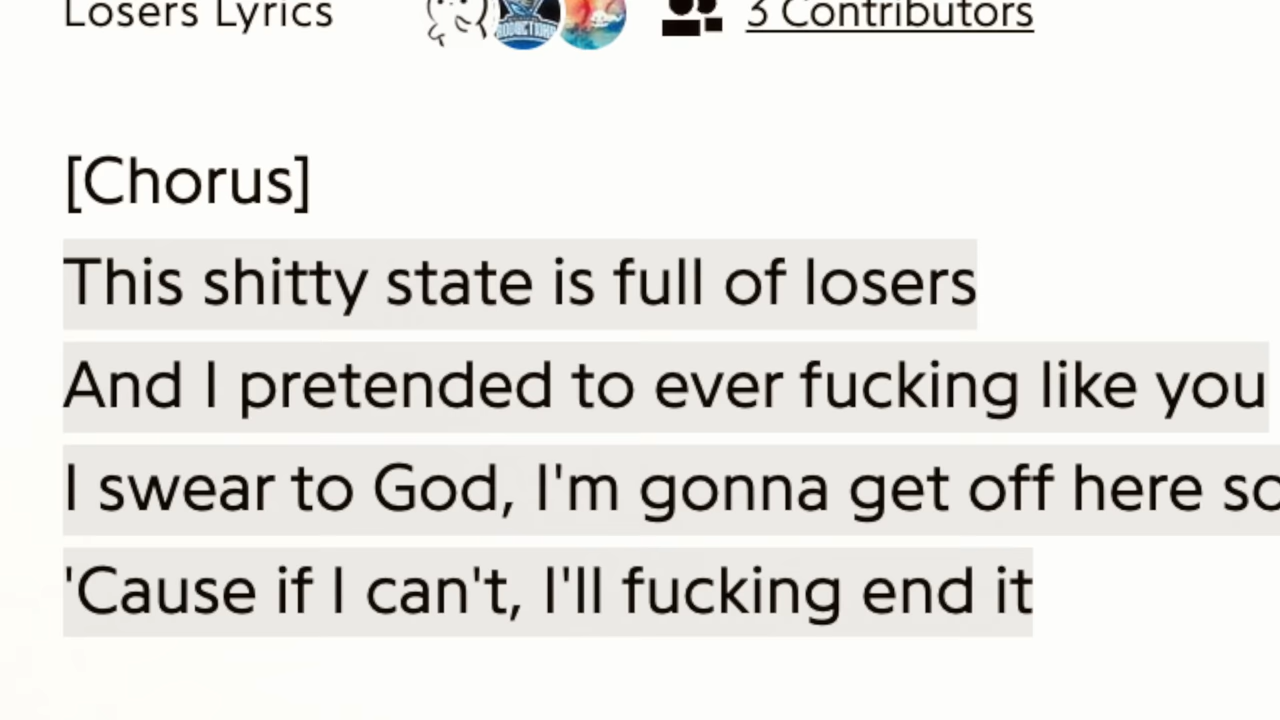 Losers Lyrics
3 Contributors
[Chorus]
This shitty state is full of losers
And I pretended to ever fucking like you
I swear to God, I'm gonna get off here
'Cause if I can't, I'll fucking end it